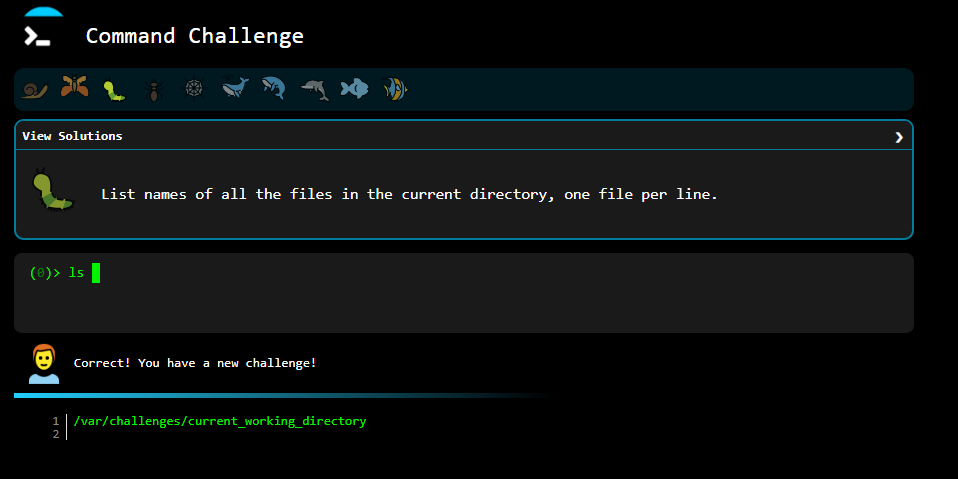 Command Challenge
View Solutions
List names of all the files in the current directory, one file per line.
(0)> ls
Correct! You have a new challenge!
1 /var/challenges/current_working_directory
2